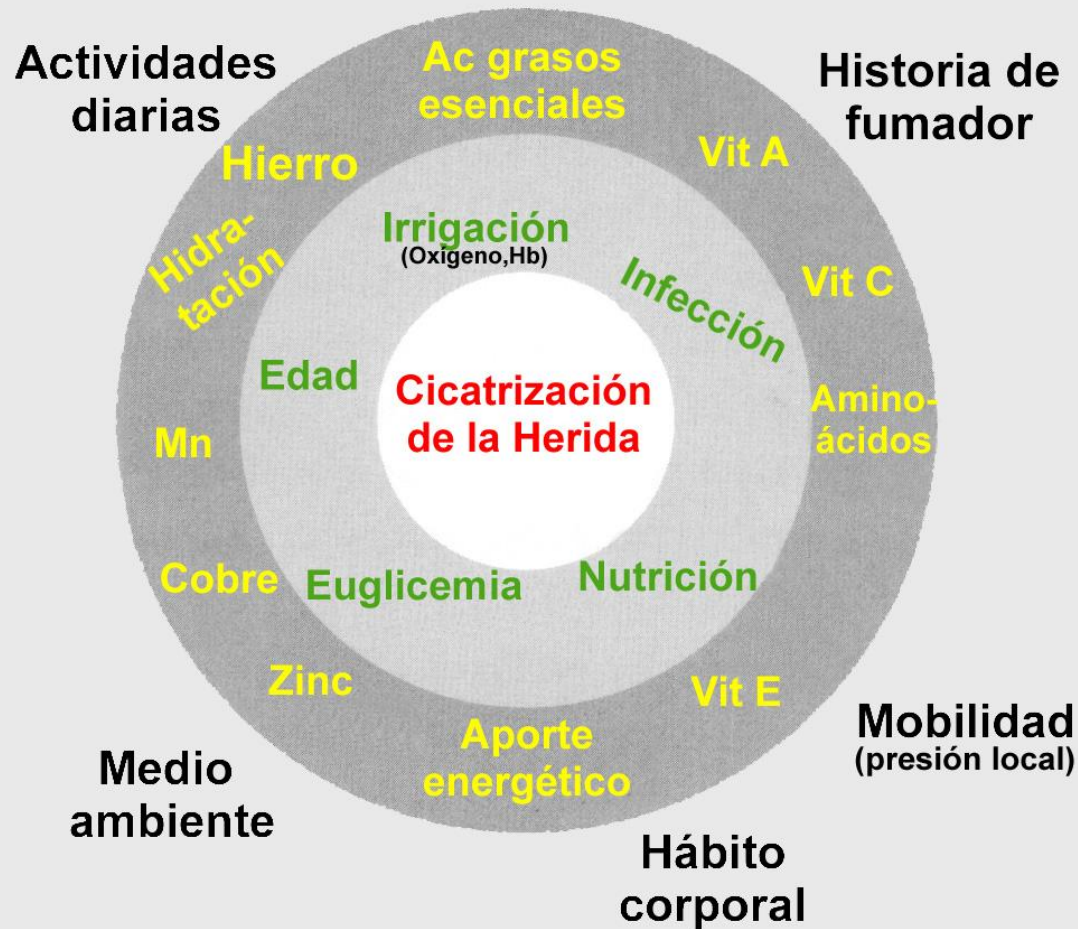 Actividades
diarias
Ac grasos
esenciales
Historia de
fumador
Hierro
Vit A
Hidra-
tación
Irrigación
(Oxígeno,Hb)
Infección
Vit C
Edad
Cicatrización
de la Herida
Amino-
ácidos
Mn
Cobre
Euglicemia
Nutrición
Zinc
Vit E
Aporte
energético
Mobilidad
(presión local)
Medio
ambiente
Hábito
corporal